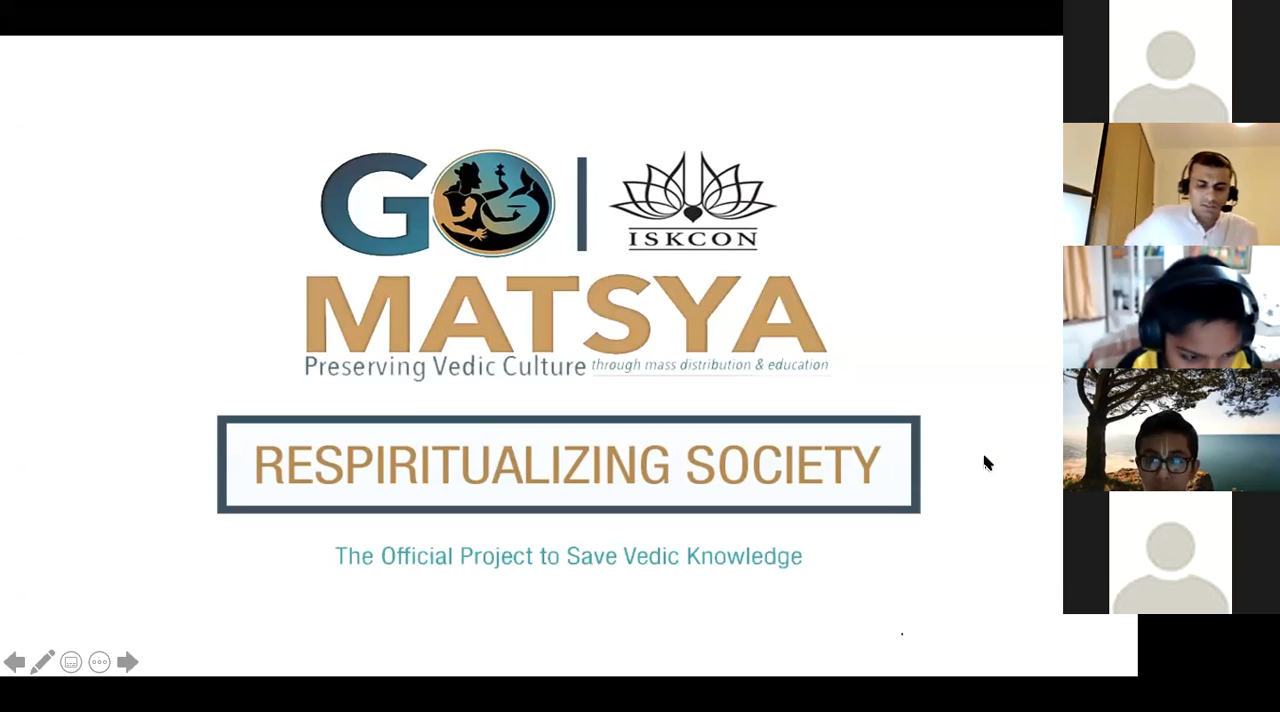 GO | ISKCON
MATSYA
Preserving Vedic Culture through mass distribution & education
RESPIRITUALIZING SOCIETY
The Official Project to Save Vedic Knowledge